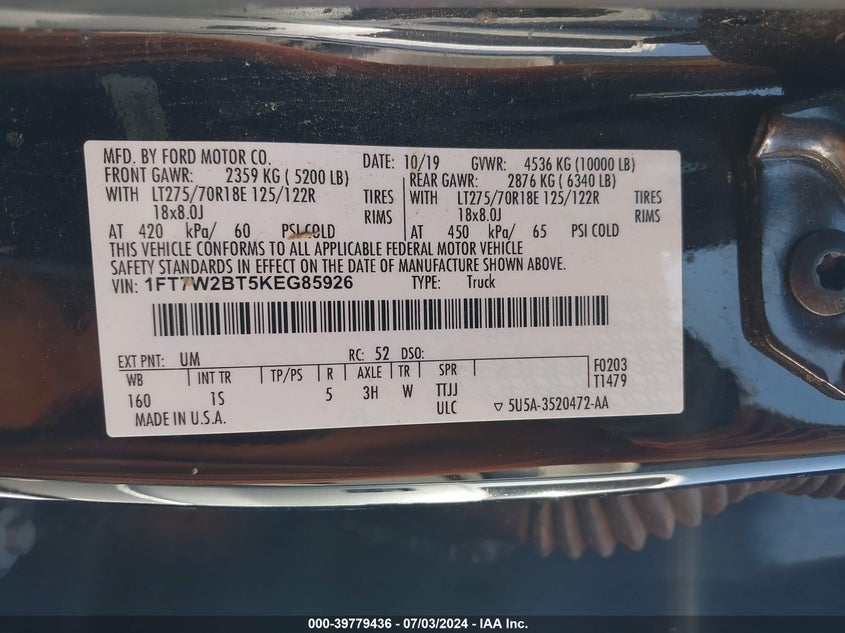 MFD. BY FORD MOTOR CO. DATE: 10/19 GVWR: 4536 KG (10000 LB)
FRONT GAWR: 2359 KG ( 5200 LB) REAR GAWR: 2876 KG ( 6340 LB)
WITH LT275/70R18E 125/122R TIRES WITH LT275/70R18E 125/122R TIRES
18x8.0J RIMS 18x8.0J RIMS
AT 420 kPa/ 60 PSI COLD AT 450 kPa/ 65 PSI COLD
THIS VEHICLE CONFORMS TO ALL APPLICABLE FEDERAL MOTOR VEHICLE
SAFETY STANDARDS IN EFFECT ON THE DATE OF MANUFACTURE SHOWN ABOVE.
VIN: 1FT7W2BT5KEG85926 TYPE: Truck
EXT PNT: UM RC: 52 DSO:
WB INT TR TP/PS R AXLE TR SPR F0203
160 1S 5 3H W TTJJ T1479
MADE IN U.S.A. ULC ▽ 5U5A-3520472-AA
000-39779436 - 07/03/2024 - IAA Inc.